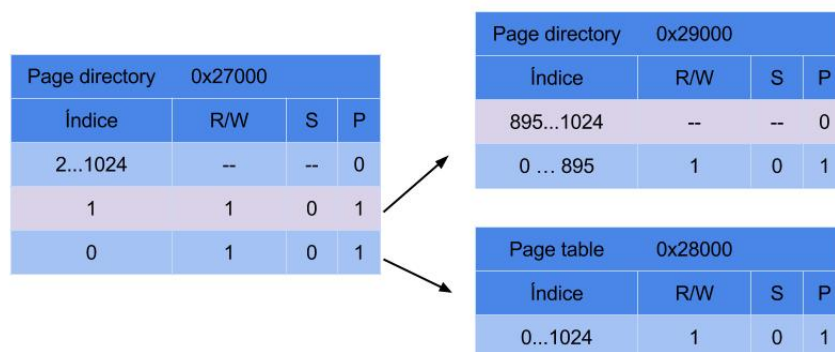 Page directory 0x27000
Índice R/W S P
2...1024 -- -- 0
1 1 0 1
0 1 0 1
Page directory 0x29000
Índice R/W S P
895...1024 -- -- 0
0 ... 895 1 0 1
Page table 0x28000
Índice R/W S P
0...1024 1 0 1